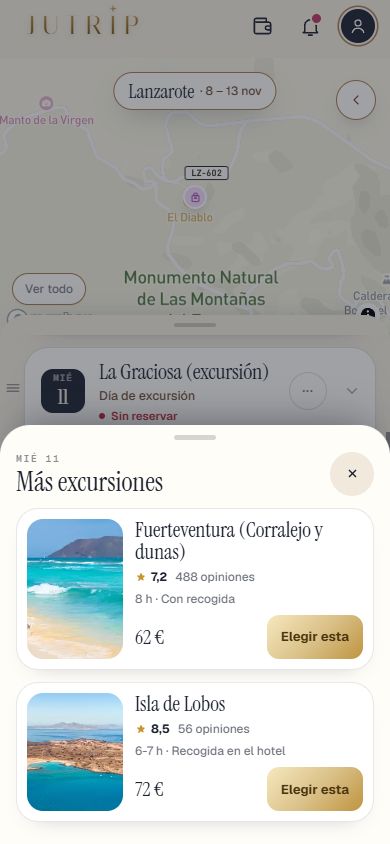 JUTRIP
Lanzarote · 8 – 13 nov
Manto de la Virgen
LZ-602
El Diablo
Ver todo
Monumento Natural
de Las Montañas
Caldera
MIÉ
11
La Graciosa (excursión)
Día de excursión
Sin reservar
MIÉ 11
Más excursiones
Fuerteventura (Corralejo y
dunas)
7,2 488 opiniones
8 h · Con recogida
62 €
Elegir esta
Isla de Lobos
8,5 56 opiniones
6-7 h · Recogida en el hotel
72 €
Elegir esta